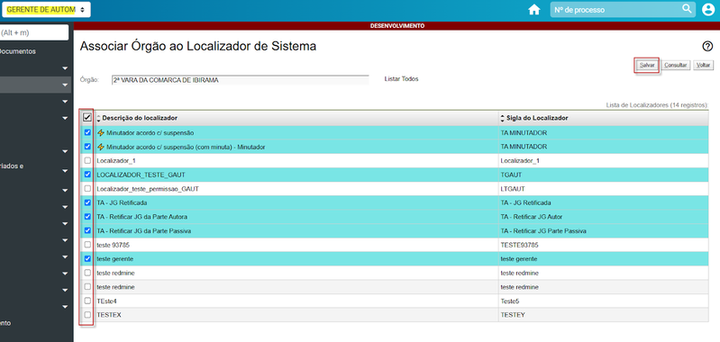 GERENTE DE AUTOM
Nº de processo
DESENVOLVIMENTO
(Alt + m)
Documentos
riados e
nto
Associar Órgão ao Localizador de Sistema
Salvar Consultar Voltar
Órgão: 2ª VARA DA COMARCA DE IBIRAMA Listar Todos
Lista de Localizadores (14 registros):
Descrição do localizador Sigla do Localizador
Minutador acordo c/ suspensão TA MINUTADOR
Minutador acordo c/ suspensão (com minuta) - Minutador TA MINUTADOR
Localizador_1 Localizador_1
LOCALIZADOR_TESTE_GAUT TGAUT
Localizador_teste_permissao_GAUT LTGAUT
TA - JG Retificada TA - JG Retificada
TA - Retificar JG da Parte Autora TA - Retificar JG Autor
TA - Retificar JG da Parte Passiva TA - Retificar JG Parte Passiva
teste 93785 TESTE93785
teste gerente teste gerente
teste redmine teste redmine
teste redmine teste redmine
TEste4 Teste5
TESTEX TESTEY